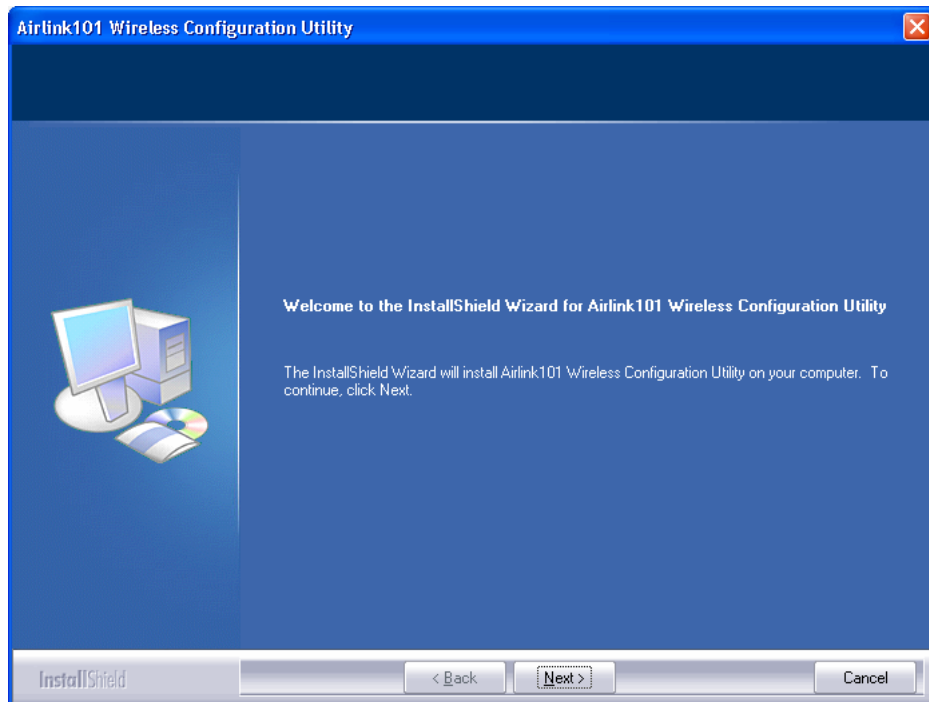 Airlink101 Wireless Configuration Utility
Welcome to the InstallShield Wizard for Airlink101 Wireless Configuration Utility
The InstallShield Wizard will install Airlink101 Wireless Configuration Utility on your computer. To
continue, click Next.
InstallShield
< Back
Next >
Cancel